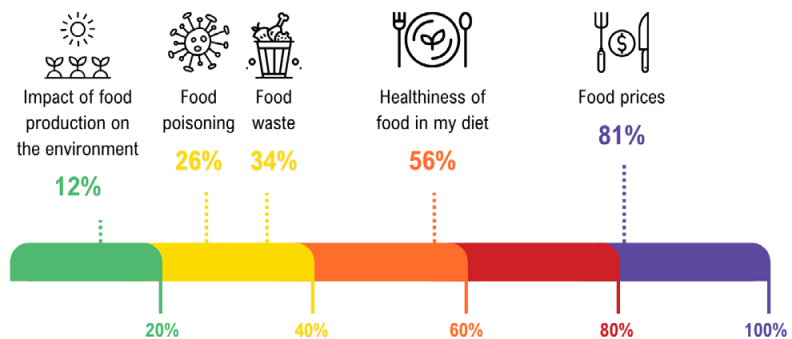 Impact of food
production on
the environment
12%
Food
poisoning
26%
Food
waste
34%
Healthiness of
food in my diet
56%
Food prices
81%
$
20%
40%
60%
80%
100%